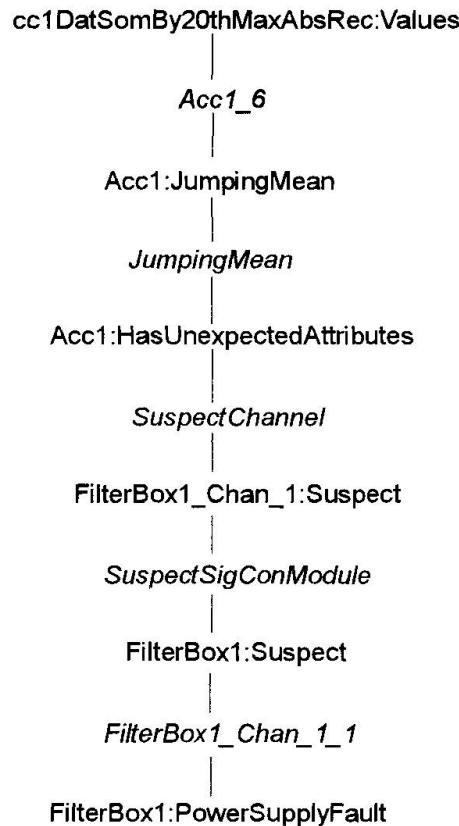 cc1DatSomBy20thMaxAbsRec:Values
Acc1_6
Acc1:JumpingMean
JumpingMean
Acc1:HasUnexpectedAttributes
SuspectChannel
FilterBox1_Chan_1:Suspect
SuspectSigConModule
FilterBox1:Suspect
FilterBox1_Chan_1_1
FilterBox1:PowerSupplyFault